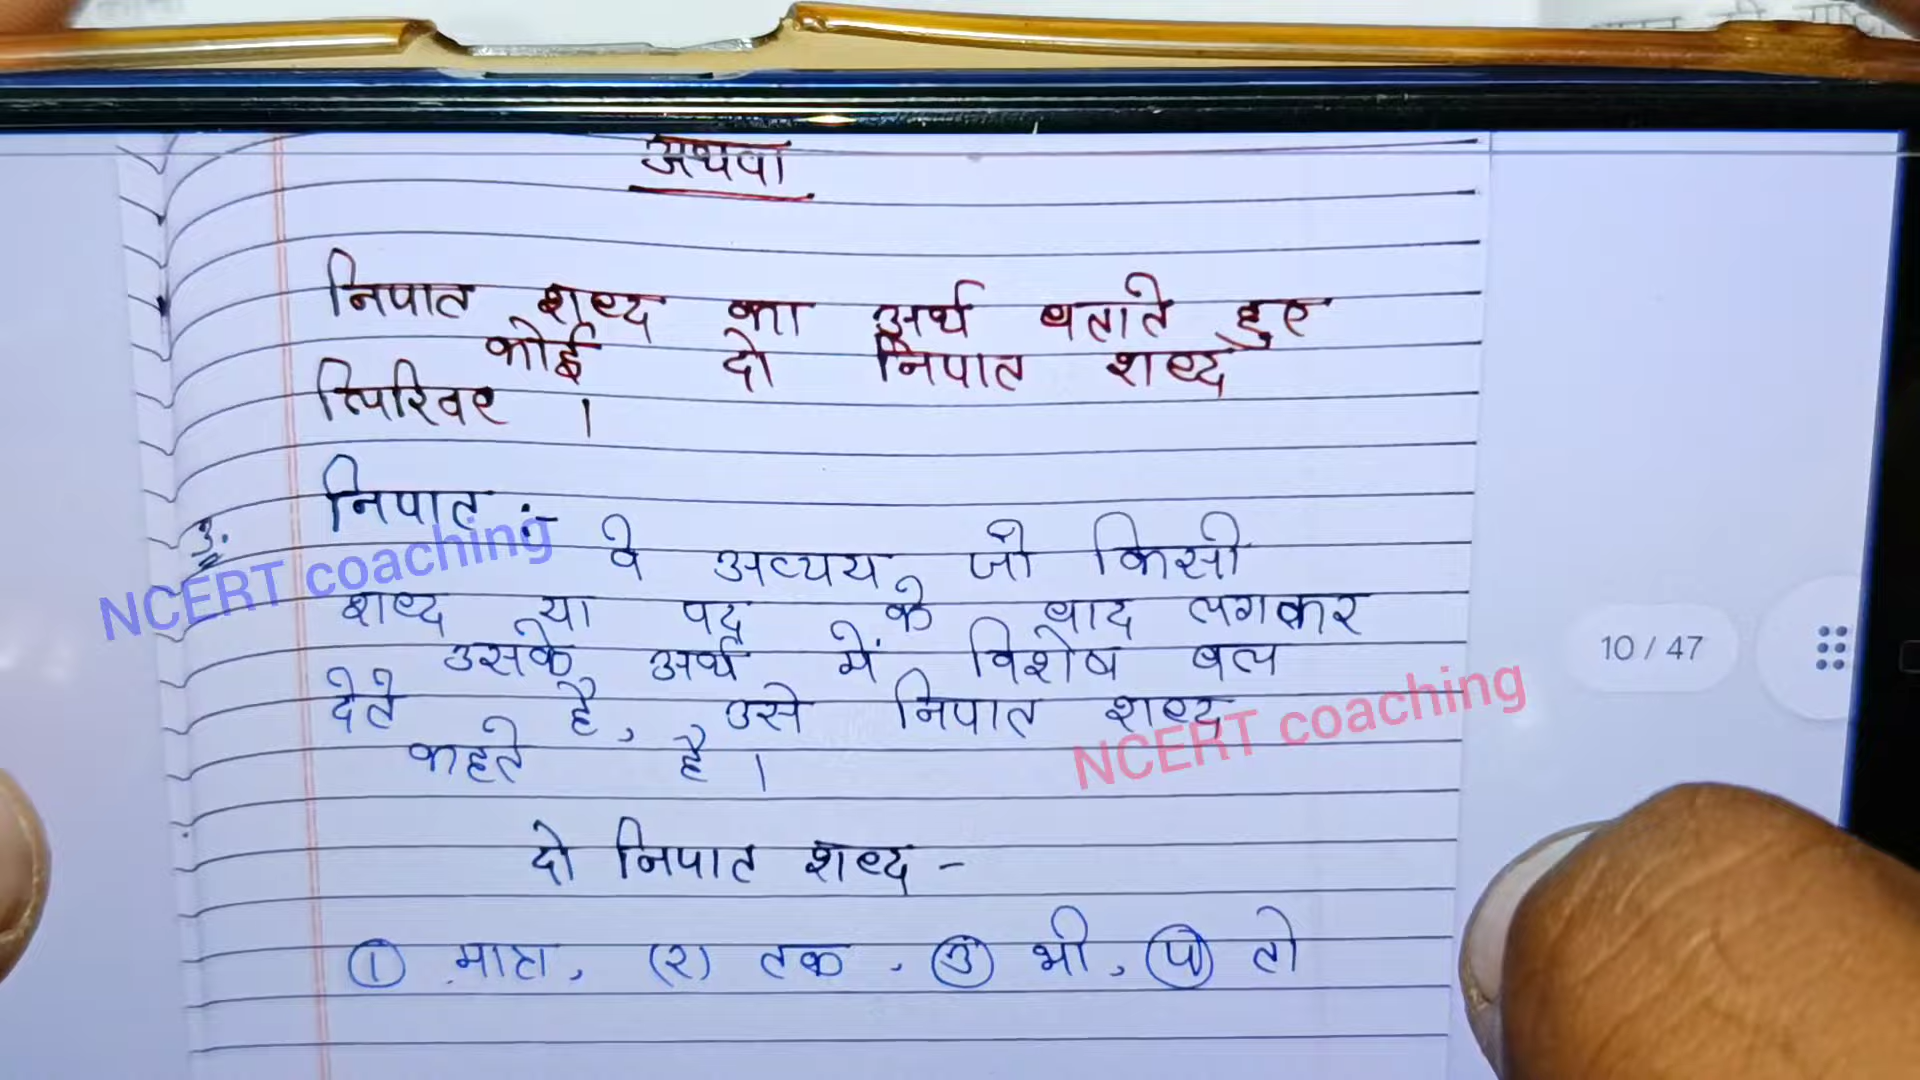 अथवा
निपात शब्द का अर्थ बताते हुए
कोई दो निपात शब्द
लिखिए ।
निपात :-
उ.
वे अव्यय जो किसी
शब्द या पद के बाद लगकर
उसके अर्थ में विशेष बल
देते है, उसे निपात शब्द
कहते है ।
दो निपात शब्द -
① मात्र, (२) तक, ③ भी, ④ तो
NCERT coaching
NCERT coaching
10 / 47